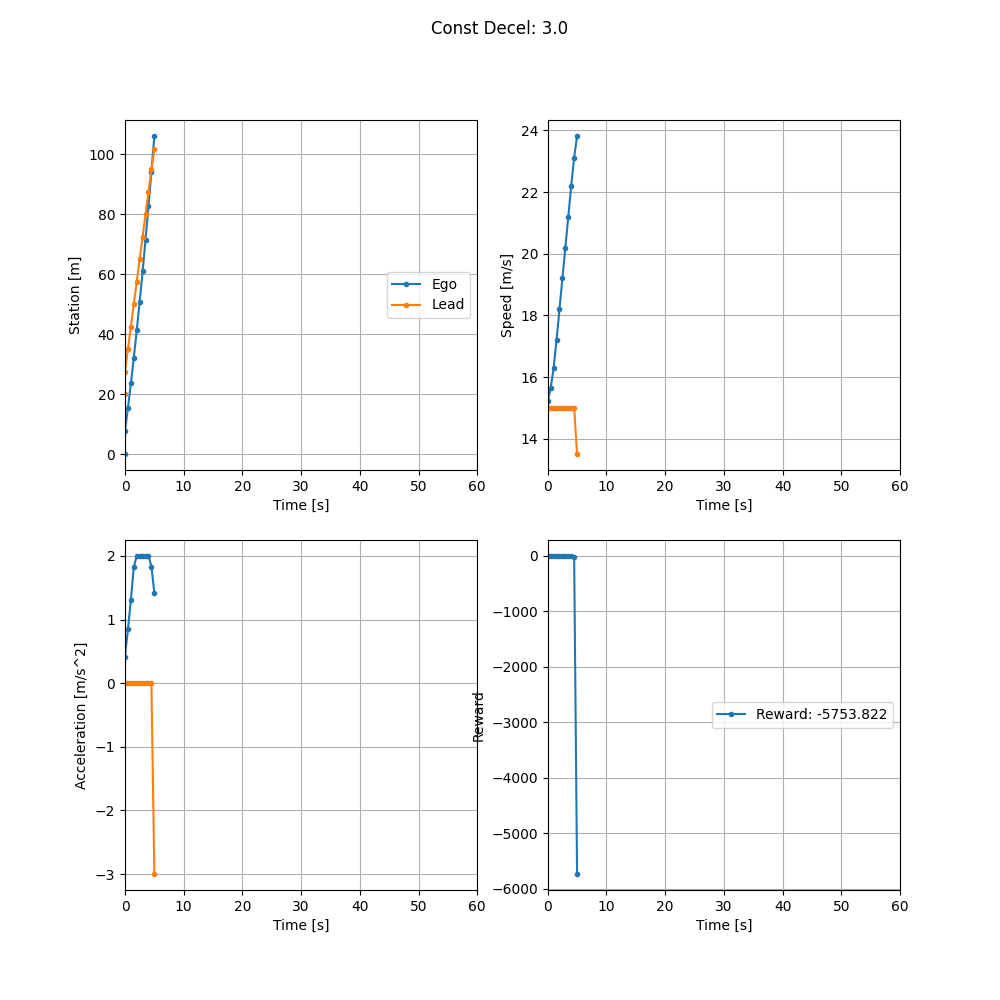 Const Decel: 3.0
100
80
60
40
20
0
Station [m]
Ego
Lead
0 10 20 30 40 50 60
Time [s]
24
22
20
18
16
14
Speed [m/s]
0 10 20 30 40 50 60
Time [s]
2
1
0
−1
−2
−3
Acceleration [m/s^2]
0 10 20 30 40 50 60
Time [s]
0
−1000
−2000
−3000
−4000
−5000
−6000
Reward
Reward: -5753.822
0 10 20 30 40 50 60
Time [s]